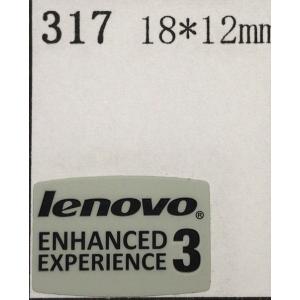 317 18*12mm
lenovo®
ENHANCED
EXPERIENCE 3